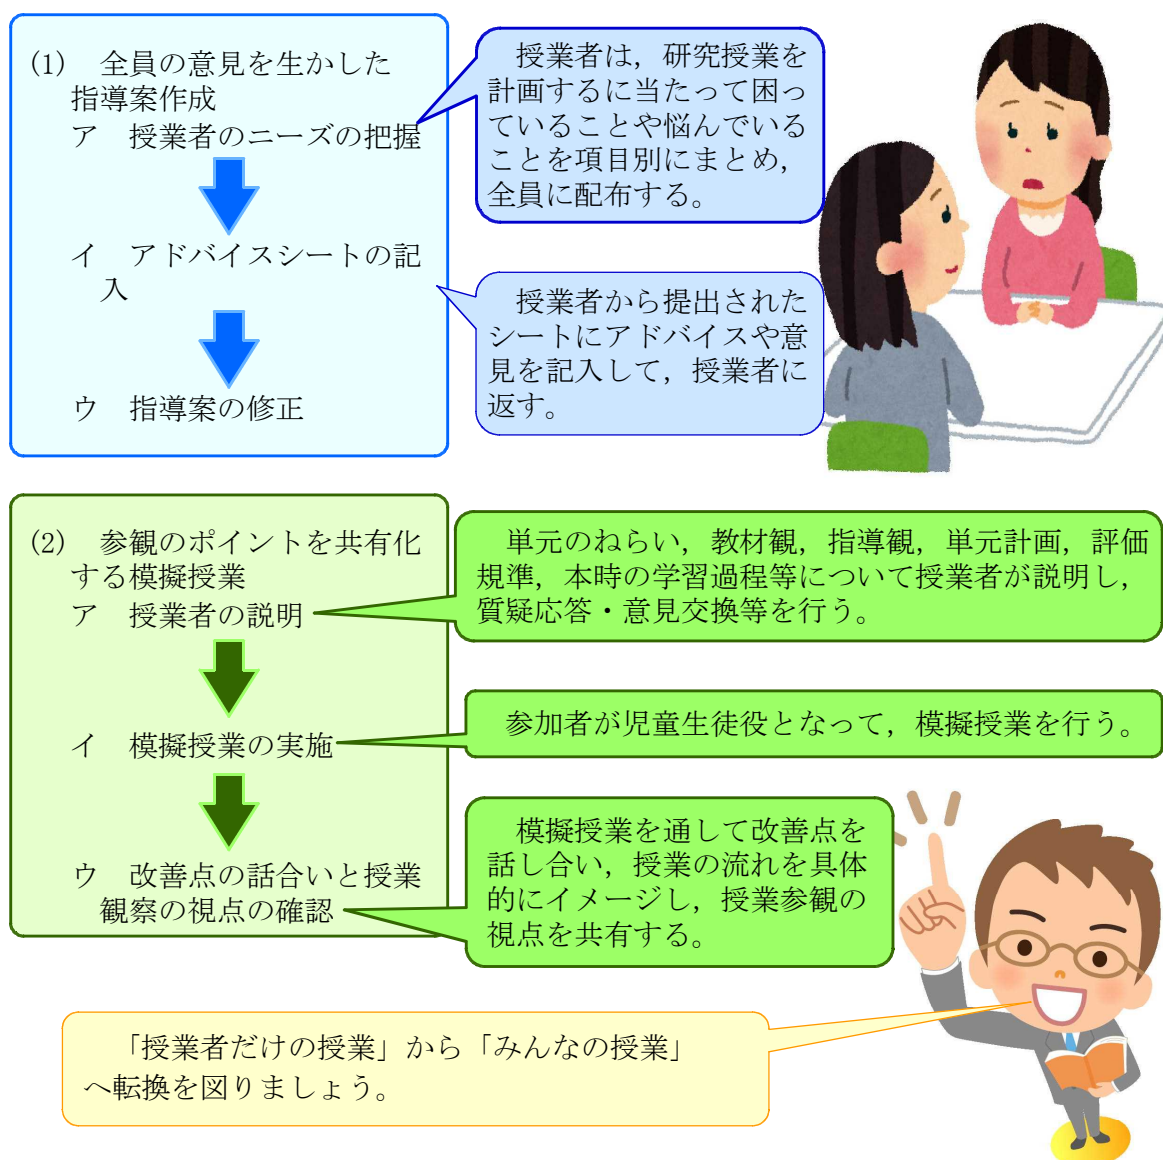 (1)　全員の意見を生かした
指導案作成
ア　授業者のニーズの把握
授業者は，研究授業を
計画するに当たって困っ
ていることや悩んでいる
ことを項目別にまとめ，
全員に配布する。
イ　アドバイスシートの記
入
授業者から提出された
シートにアドバイスや意
見を記入して，授業者に
返す。
ウ　指導案の修正
(2)　参観のポイントを共有化
する模擬授業
ア　授業者の説明
単元のねらい，教材観，指導観，単元計画，評価
規準，本時の学習過程等について授業者が説明し，
質疑応答・意見交換等を行う。
イ　模擬授業の実施
参加者が児童生徒役となって，模擬授業を行う。
ウ　改善点の話合いと授業
観察の視点の確認
模擬授業を通して改善点を
話し合い，授業の流れを具体
的にイメージし，授業参観の
視点を共有する。
「授業者だけの授業」から「みんなの授業」
へ転換を図りましょう。